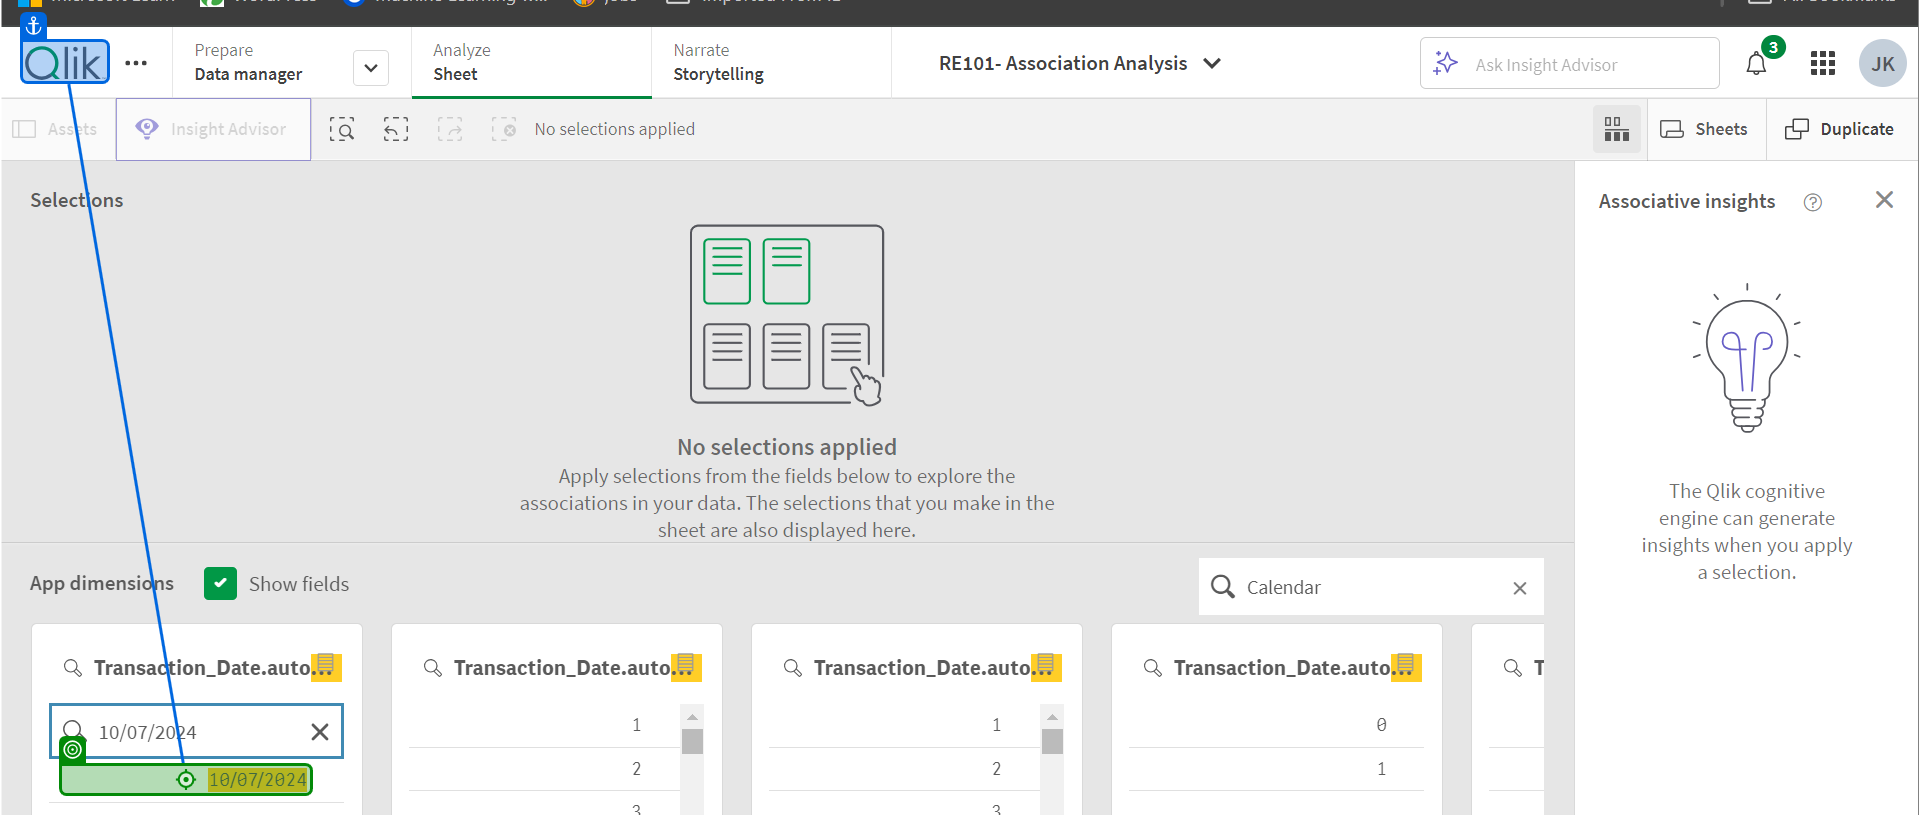 Qlik
Prepare
Data manager
Analyze
Sheet
Narrate
Storytelling
RE101- Association Analysis
Ask Insight Advisor
3
JK
Assets
Insight Advisor
No selections applied
Sheets
Duplicate
Selections
Associative insights
?
No selections applied
Apply selections from the fields below to explore the
associations in your data. The selections that you make in the
sheet are also displayed here.
The Qlik cognitive
engine can generate
insights when you apply
a selection.
App dimensions
Show fields
Calendar
Transaction_Date.auto...
Transaction_Date.auto...
Transaction_Date.auto...
Transaction_Date.auto...
T
10/07/2024
10/07/2024
1
2
3
1
2
3
0
1